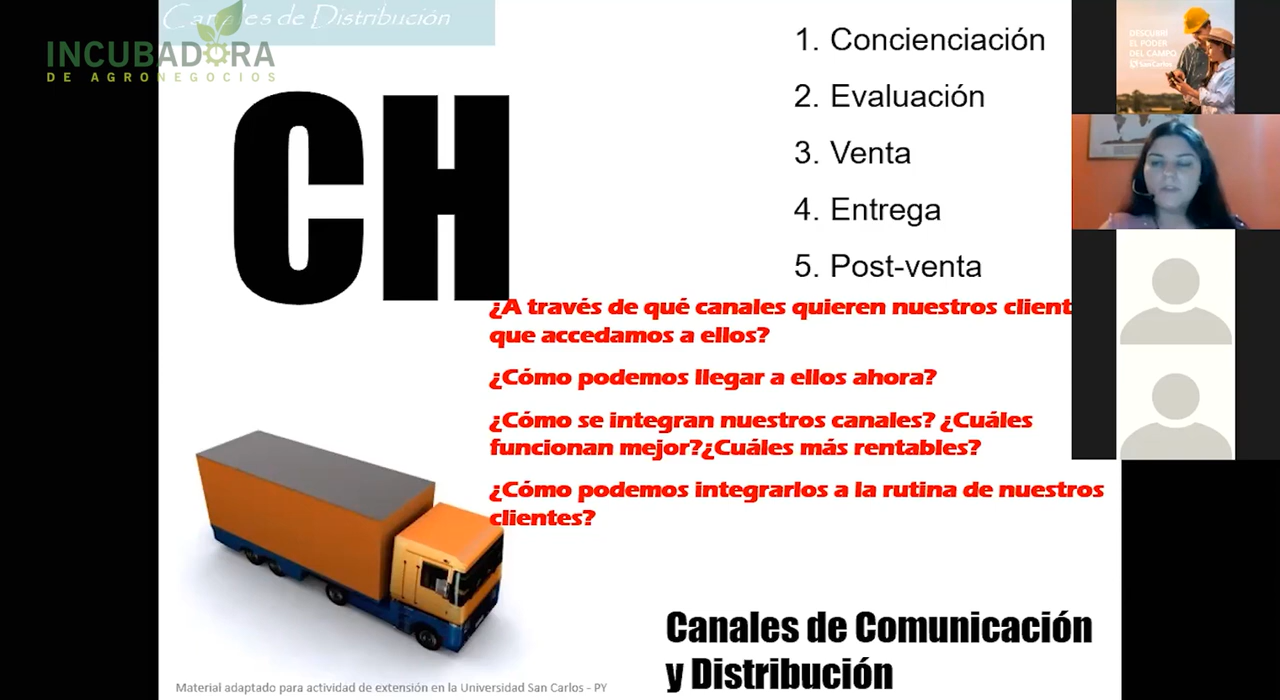 Canales de Distribución
INCUBADORA
DE AGRONEGOCIOS
CH
1. Concienciación
2. Evaluación
3. Venta
4. Entrega
5. Post-venta
¿A través de qué canales quieren nuestros client
que accedamos a ellos?
¿Cómo podemos llegar a ellos ahora?
¿Cómo se integran nuestros canales? ¿Cuáles
funcionan mejor?¿Cuáles más rentables?
¿Cómo podemos integrarlos a la rutina de nuestros
clientes?
Canales de Comunicación
y Distribución
Material adaptado para actividad de extensión en la Universidad San Carlos - PY
DESCUBRÍ
EL PODER
DEL CAMPO
San Carlos